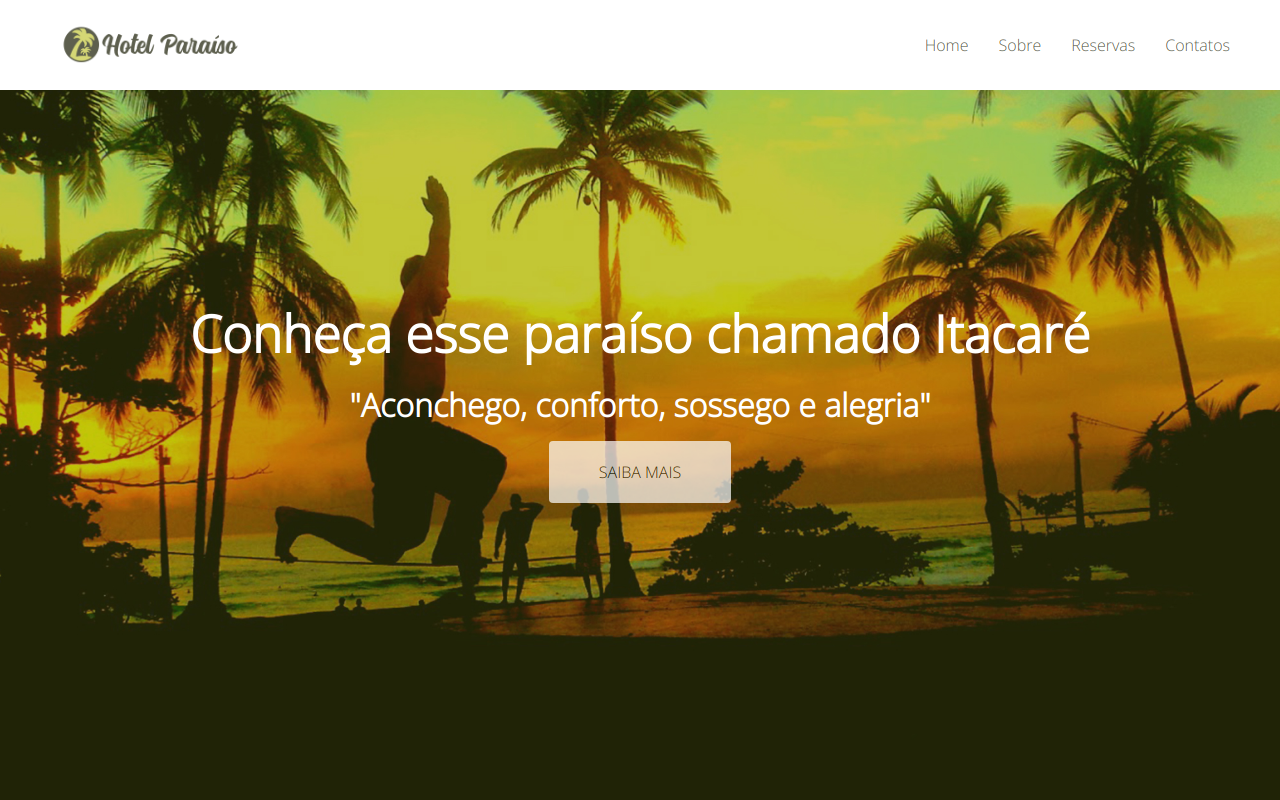 Hotel Paraíso
Home
Sobre
Reservas
Contatos
Conheça esse paraíso chamado Itacaré
"Aconchego, conforto, sossego e alegria"
SAIBA MAIS